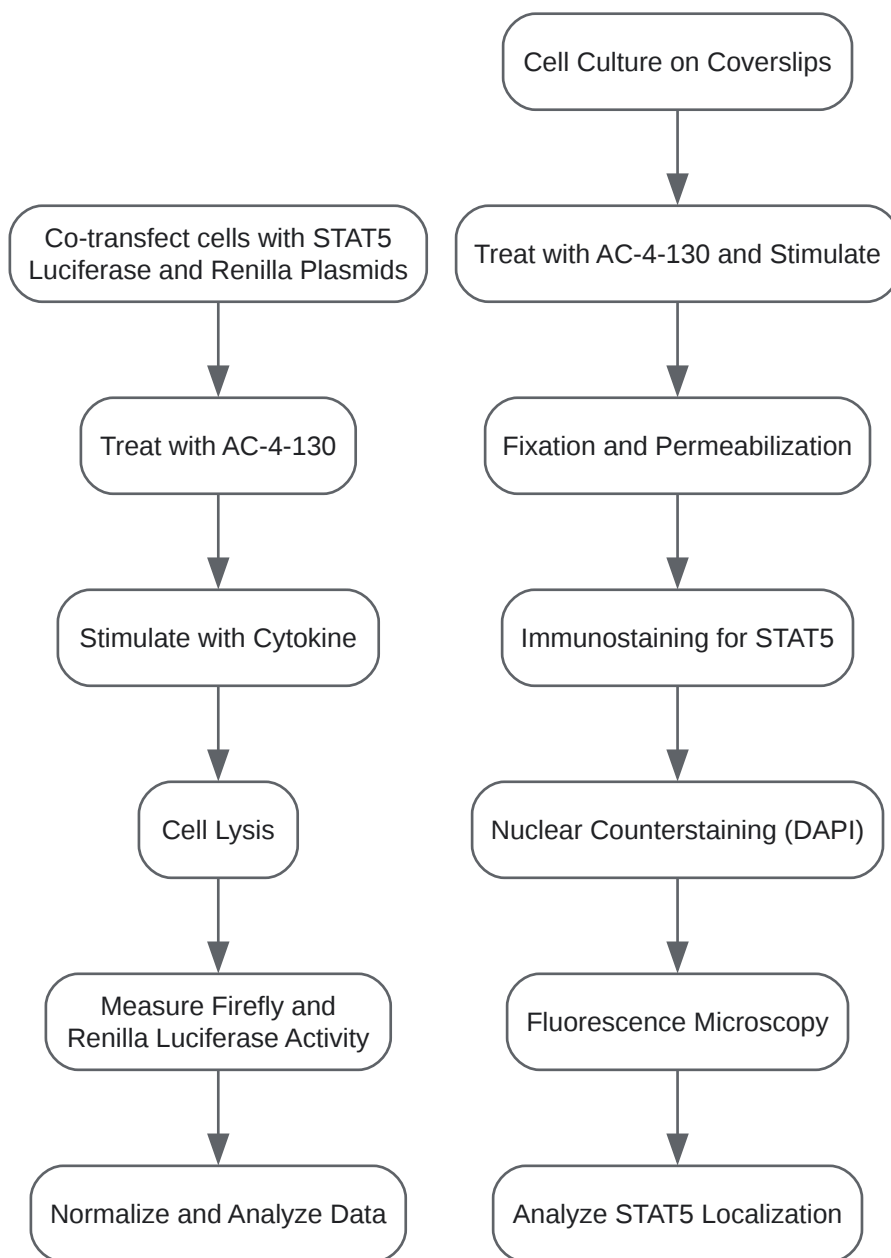 Co-transfect cells with STAT5
Luciferase and Renilla Plasmids
Treat with AC-4-130
Stimulate with Cytokine
Cell Lysis
Measure Firefly and
Renilla Luciferase Activity
Normalize and Analyze Data
Cell Culture on Coverslips
Treat with AC-4-130 and Stimulate
Fixation and Permeabilization
Immunostaining for STAT5
Nuclear Counterstaining (DAPI)
Fluorescence Microscopy
Analyze STAT5 Localization